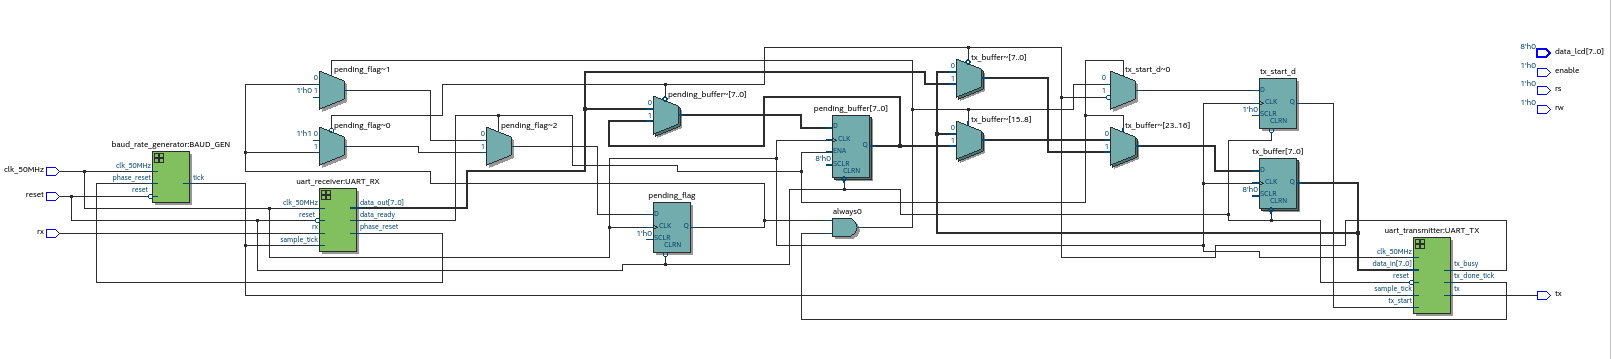 pending_flag~1
0
1'h0 1
pending_flag~0
1'h1 0
1
pending_flag~2
0
1
baud_rate_generator:BAUD_GEN
clk_50MHz
phase_reset
reset
tick
clk_50MHz
reset
rx
uart_receiver:UART_RX
clk_50MHz
reset
rx
sample_tick
data_out[7..0]
data_ready
phase_reset
pending_buffer~[7..0]
0
1
pending_flag
D
CLK
1'h0
SCLR
CLRN
Q
pending_buffer[7..0]
D
CLK
ENA
8'h0
SCLR
CLRN
Q
always0
tx_buffer~[7..0]
0
1
tx_buffer~[15..8]
0
1
tx_start_d~0
0
1
tx_buffer~[23..16]
0
1
tx_start_d
D
CLK
1'h0
SCLR
CLRN
Q
tx_buffer[7..0]
D
CLK
8'h0
SCLR
CLRN
Q
uart_transmitter:UART_TX
clk_50MHz
data_in[7..0]
reset
sample_tick
tx_start
tx_busy
tx_done_tick
tx
8'h0
data_lcd[7..0]
1'h0
enable
1'h0
rs
1'h0
rw
tx